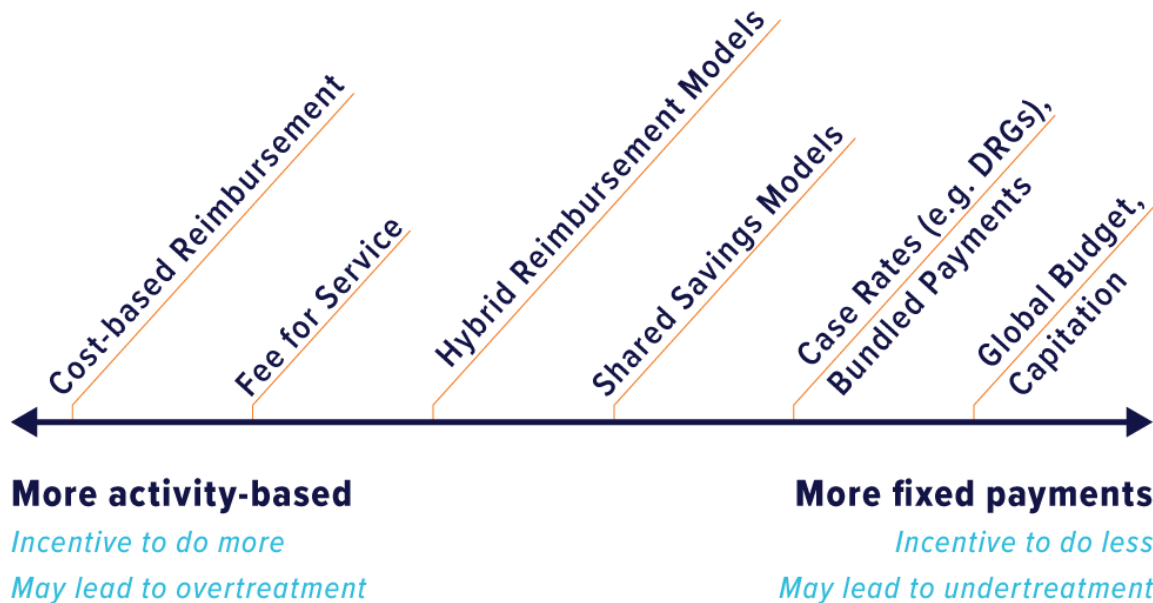 Cost-based Reimbursement
Fee for Service
Hybrid Reimbursement Models
Shared Savings Models
Case Rates (e.g. DRGs),
Bundled Payments
Global Budget,
Capitation
More activity-based
Incentive to do more
May lead to overtreatment
More fixed payments
Incentive to do less
May lead to undertreatment